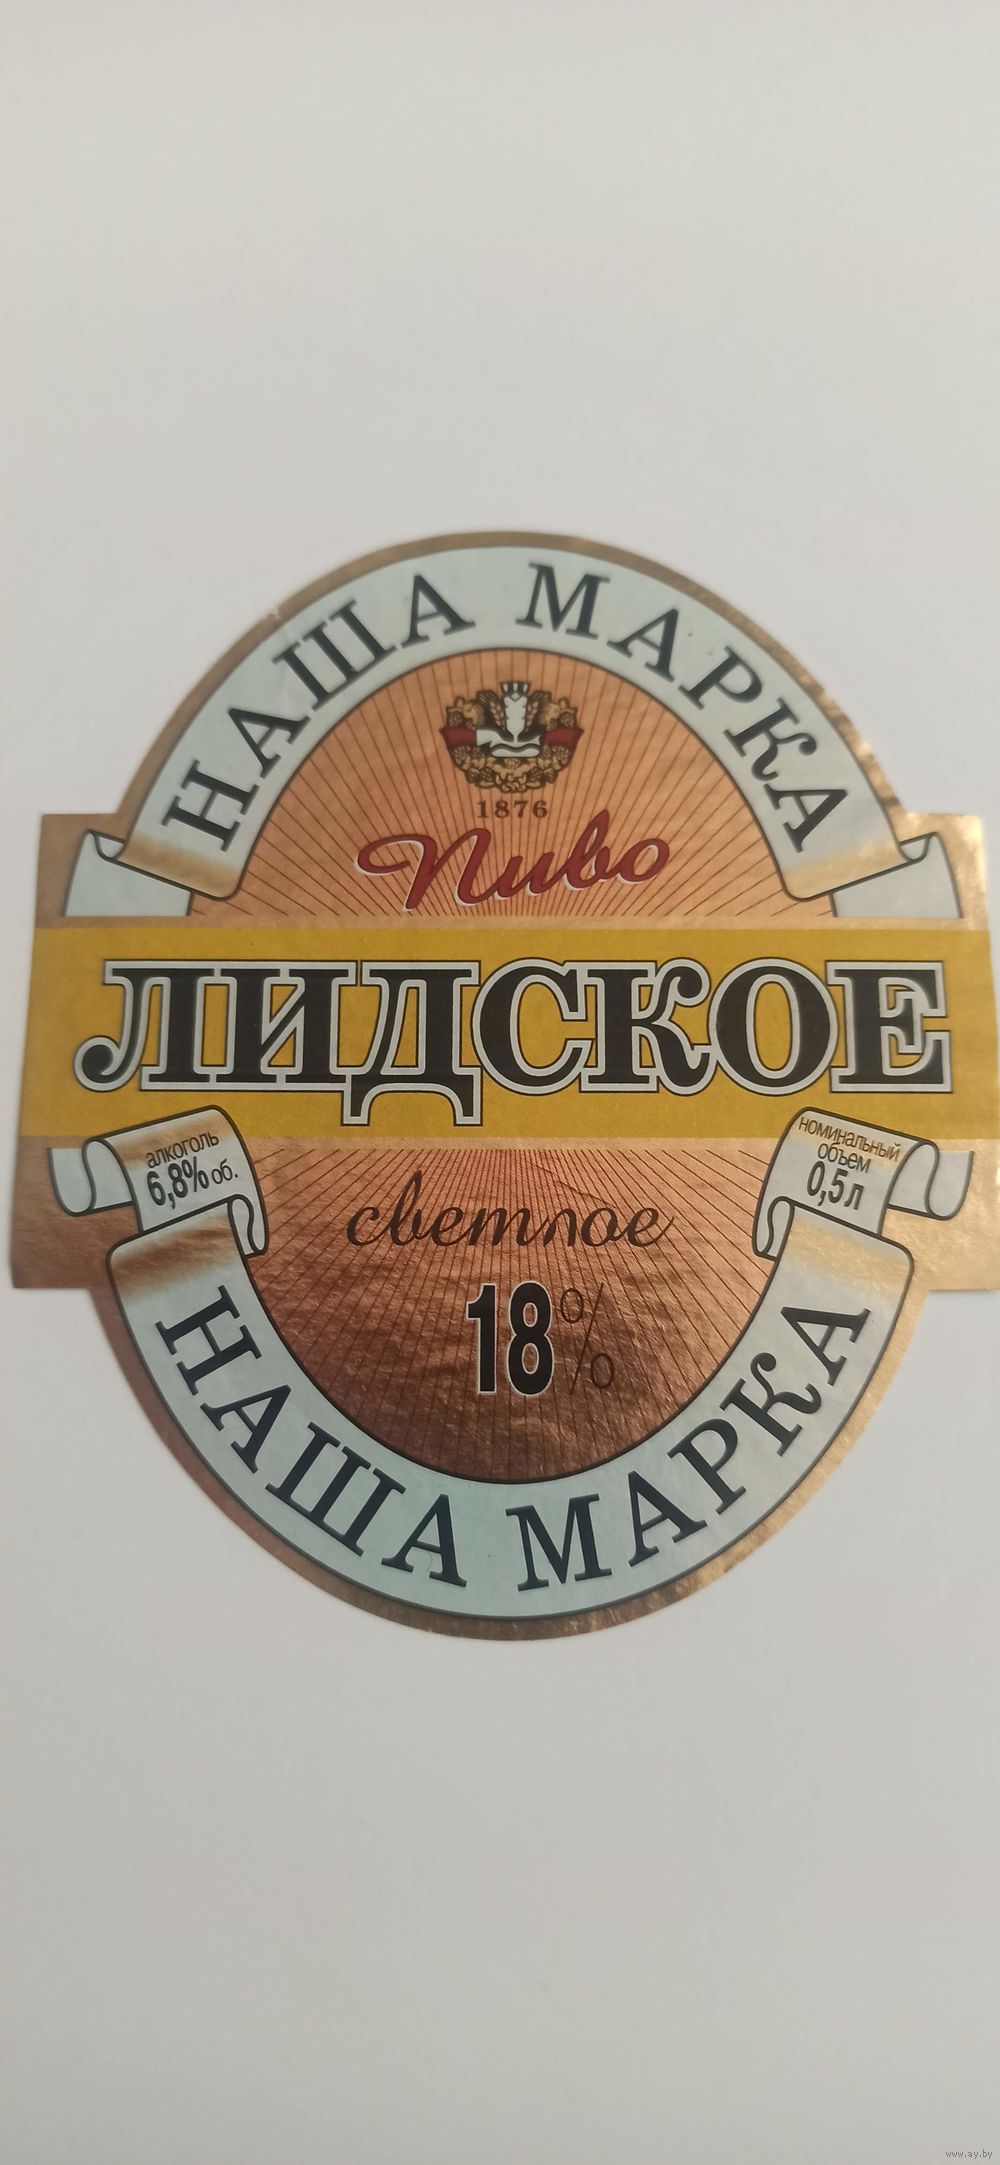 НАША МАРКА
1876
Пиво
ЛИДСКОЕ
алкоголь
6,8% об.
номинальный
объем
0,5 л
светлое
18%
НАША МАРКА
www.ay.by